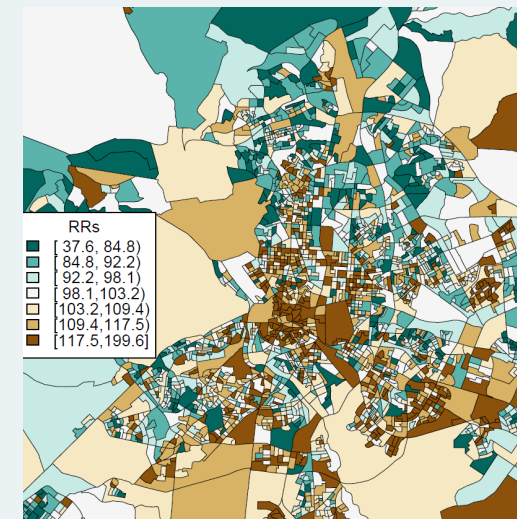 RRs
[ 37.6, 84.8)
[ 84.8, 92.2)
[ 92.2, 98.1)
[ 98.1,103.2)
[103.2,109.4)
[109.4,117.5)
[117.5,199.6]